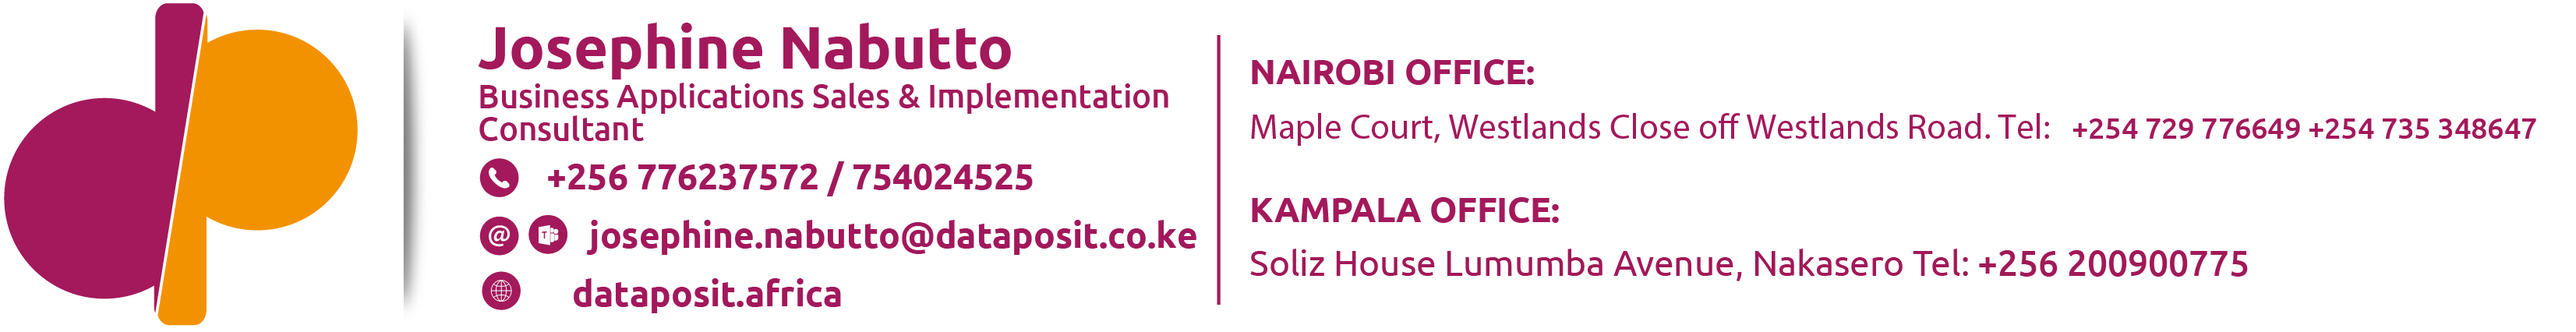 Josephine Nabutto
Business Applications Sales & Implementation
Consultant
+256 776237572 / 754024525
josephine.nabutto@dataposit.co.ke
dataposit.africa
NAIROBI OFFICE:
Maple Court, Westlands Close off Westlands Road. Tel: +254 729 776649 +254 735 348647
KAMPALA OFFICE:
Soliz House Lumumba Avenue, Nakasero Tel: +256 200900775